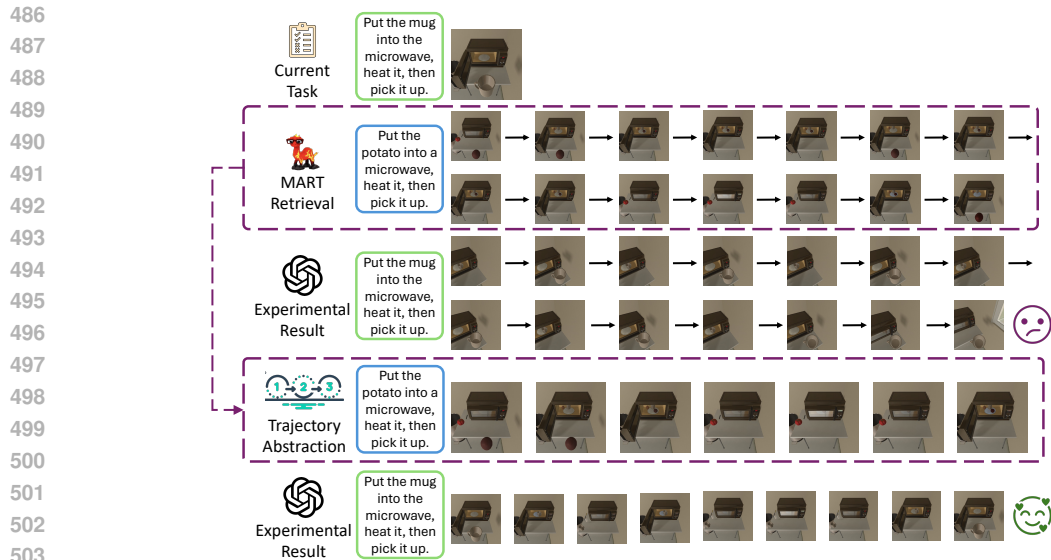 486
487
488
489
490
491
492
493
494
495
496
497
498
499
500
501
502
503
Current
Task
Put the mug
into the
microwave,
heat it, then
pick it up.
MART
Retrieval
Put the
potato into a
microwave,
heat it, then
pick it up.
Experimental
Result
Put the mug
into the
microwave,
heat it, then
pick it up.
1 2 3
Trajectory
Abstraction
Put the
potato into a
microwave,
heat it, then
pick it up.
Experimental
Result
Put the mug
into the
microwave,
heat it, then
pick it up.